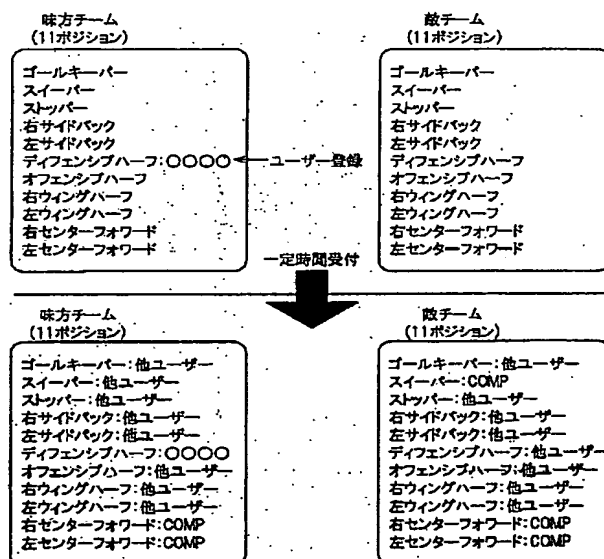 味方チーム
(11ポジション)
ゴールキーパー
スイーパー
ストッパー
右サイドバック
左サイドバック
ディフェンシブハーフ:○○○○
ユーザー登録
オフェンシブハーフ
右ウィングハーフ
左ウィングハーフ
右センターフォワード
左センターフォワード
敵チーム
(11ポジション)
ゴールキーパー
スイーパー
ストッパー
右サイドバック
左サイドバック
ディフェンシブハーフ
オフェンシブハーフ
右ウィングハーフ
左ウィングハーフ
右センターフォワード
左センターフォワード
一定時間受付
味方チーム
(11ポジション)
ゴールキーパー:他ユーザー
スイーパー:他ユーザー
ストッパー:他ユーザー
右サイドバック:他ユーザー
左サイドバック:他ユーザー
ディフェンシブハーフ:○○○○
オフェンシブハーフ:他ユーザー
右ウィングハーフ:他ユーザー
左ウィングハーフ:他ユーザー
右センターフォワード:COMP
左センターフォワード:COMP
敵チーム
(11ポジション)
ゴールキーパー:他ユーザー
スイーパー:COMP
ストッパー:他ユーザー
右サイドバック:他ユーザー
左サイドバック:他ユーザー
ディフェンシブハーフ:他ユーザー
オフェンシブハーフ:他ユーザー
右ウィングハーフ:他ユーザー
左ウィングハーフ:他ユーザー
右センターフォワード:COMP
左センターフォワード:COMP